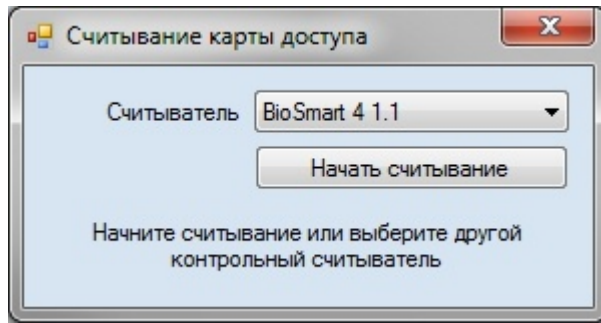 Считывание карты доступа
Считыватель BioSmart 4 1.1
Начать считывание
Начните считывание или выберите другой
контрольный считыватель